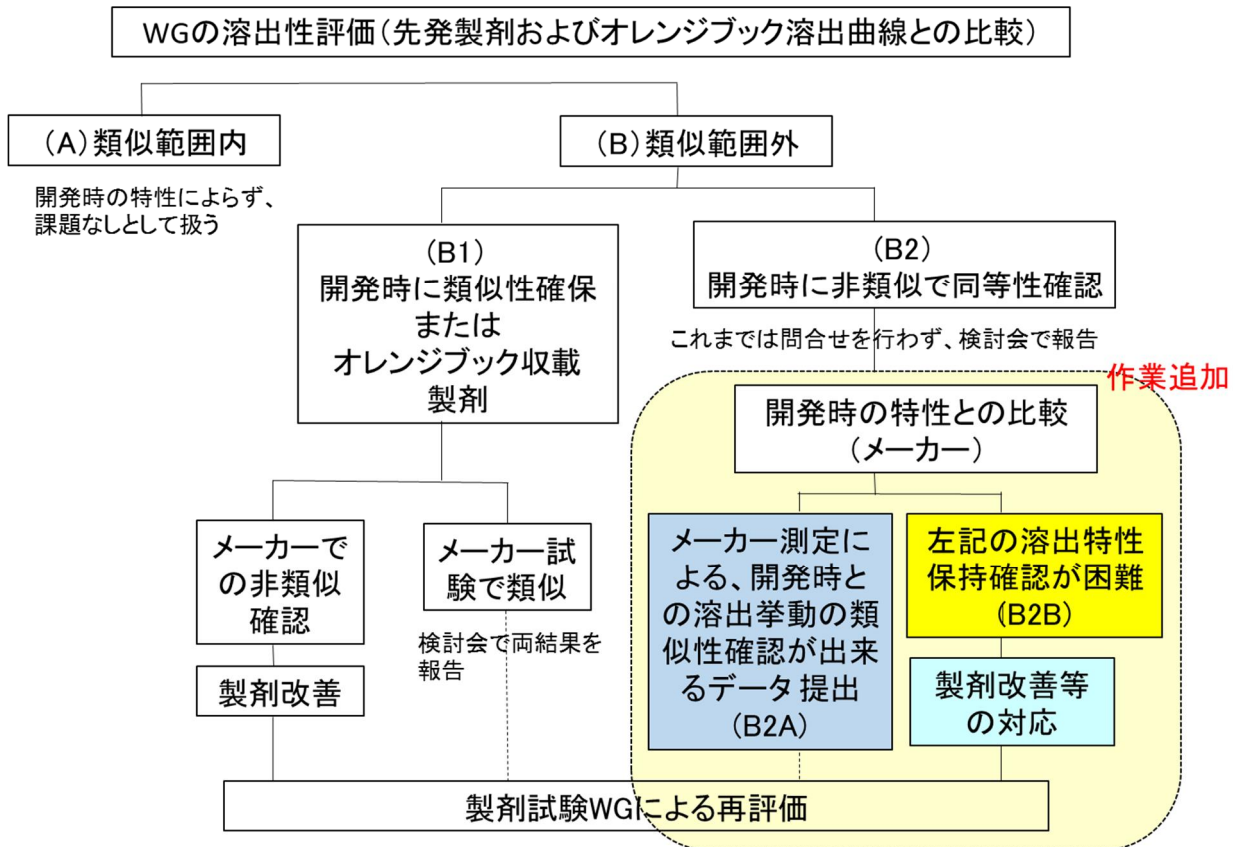 WGの溶出性評価(先発製剤およびオレンジブック溶出曲線との比較)
(A)類似範囲内
開発時の特性によらず、
課題なしとして扱う
(B)類似範囲外
(B1)
開発時に類似性確保
または
オレンジブック収載
製剤
(B2)
開発時に非類似で同等性確認
これまでは問合せを行わず、検討会で報告
作業追加
開発時の特性との比較
(メーカー)
メーカーで
の非類似
確認
製剤改善
メーカー試
験で類似
検討会で両結果を
報告
メーカー測定に
よる、開発時と
の溶出挙動の類
似性確認が出来
るデータ提出
(B2A)
左記の溶出特性
保持確認が困難
(B2B)
製剤改善等
の対応
製剤試験WGによる再評価